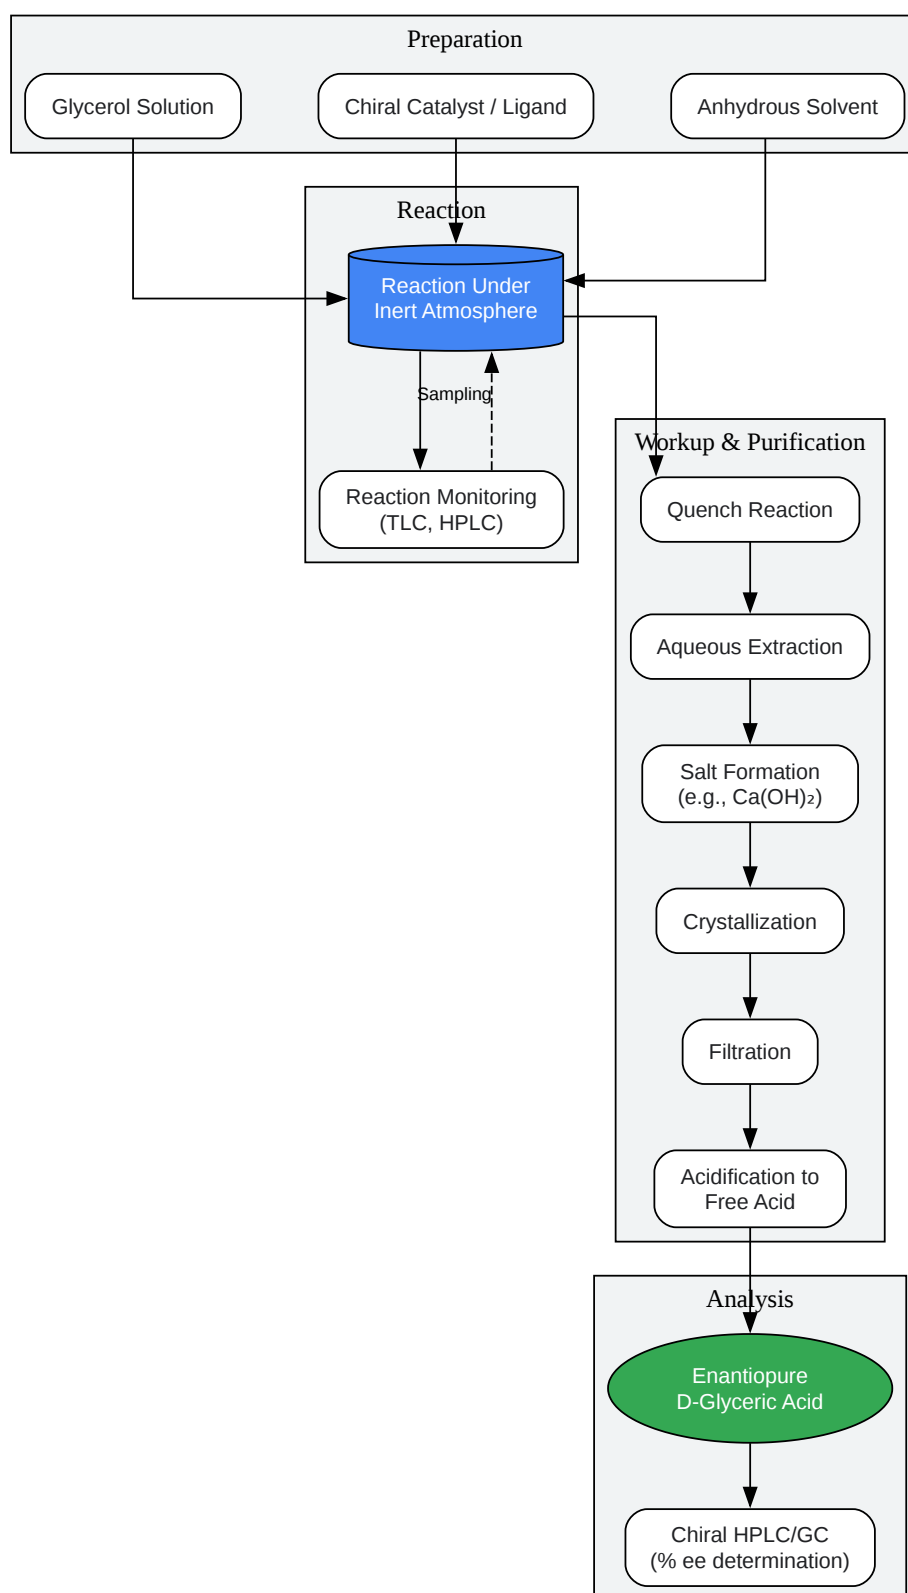 Preparation
Glycerol Solution
Chiral Catalyst / Ligand
Anhydrous Solvent
Reaction
Reaction Under
Inert Atmosphere
Sampling
Reaction Monitoring
(TLC, HPLC)
Workup & Purification
Quench Reaction
Aqueous Extraction
Salt Formation
(e.g., Ca(OH)₂)
Crystallization
Filtration
Acidification to
Free Acid
Analysis
Enantiopure
D-Glyceric Acid
Chiral HPLC/GC
(% ee determination)